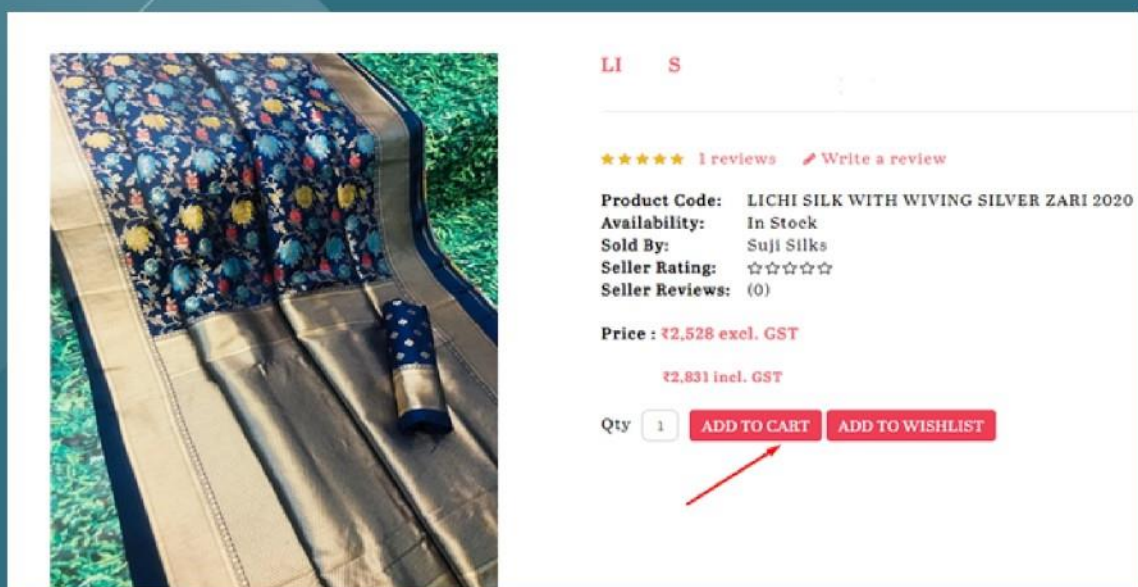 LI S
1 reviews Write a review
Product Code: LICHI SILK WITH WIVING SILVER ZARI 2020
Availability: In Stock
Sold By: Suji Silks
Seller Rating:
Seller Reviews: (0)
Price : ₹2,528 excl. GST
₹2,831 incl. GST
Qty 1 ADD TO CART ADD TO WISHLIST